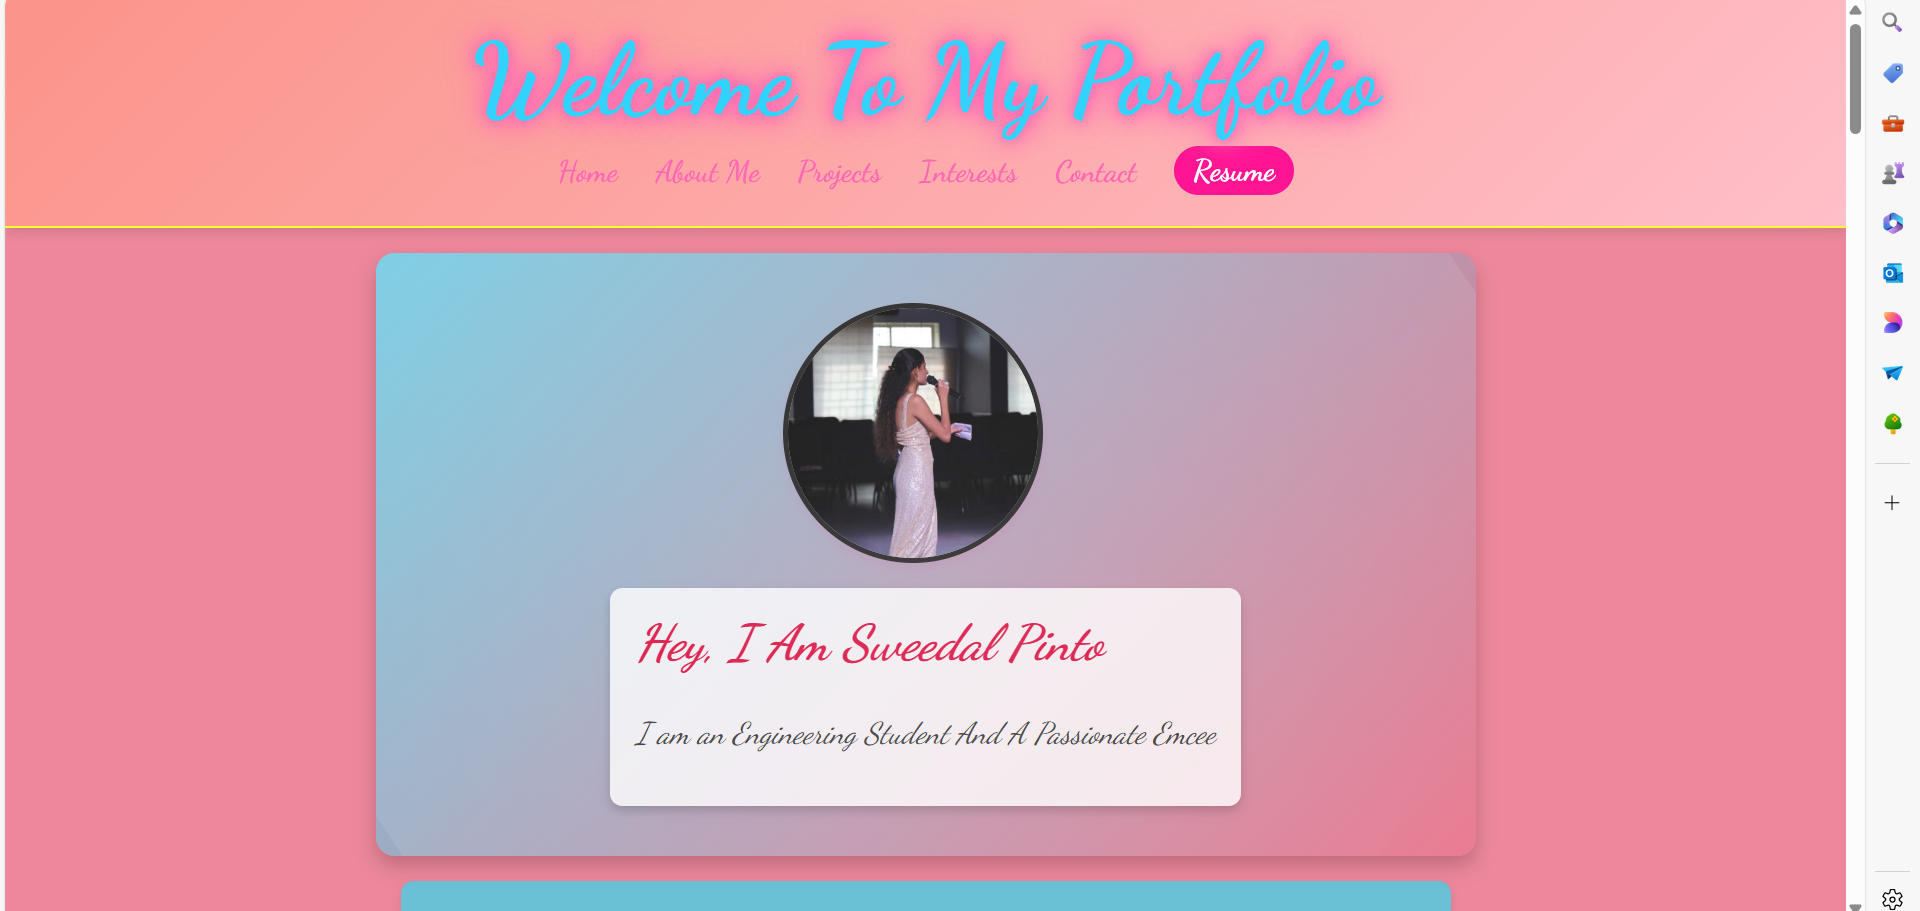 Welcome To My Portfolio
Home About Me Projects Interests Contact Resume
Hey, I Am Sweedal Pinto
I am an Engineering Student And A Passionate Emcee